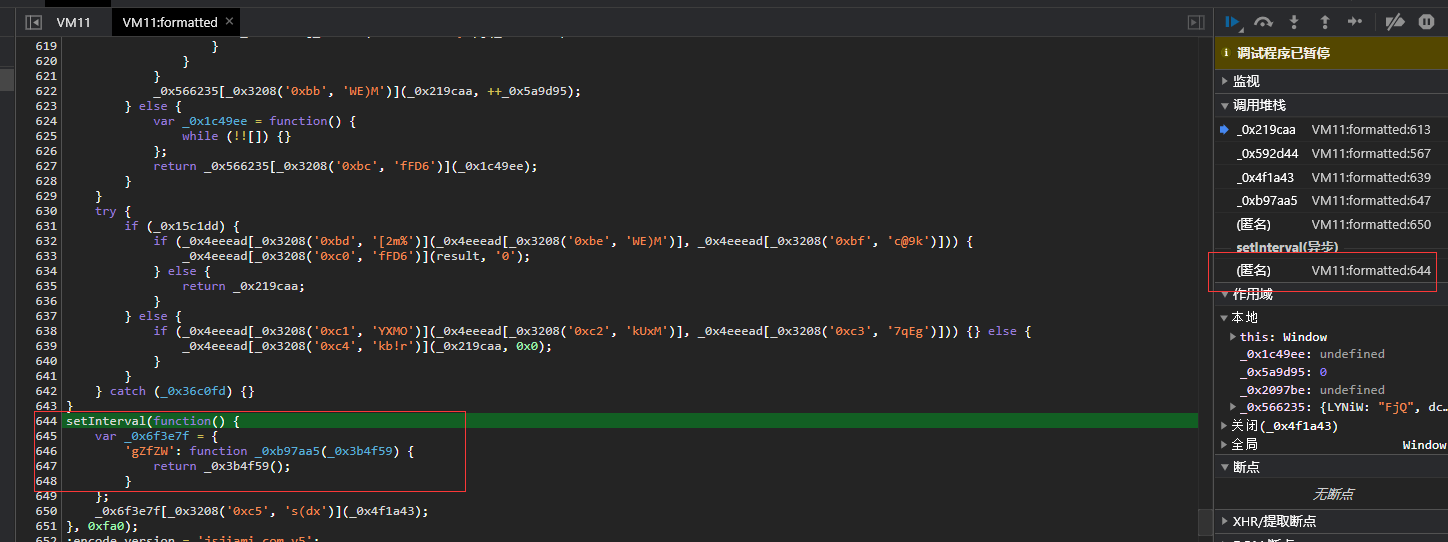 VM11
VM11:formatted ×
619 }
620 }
621 }
622 _0x566235[_0x3208('0xbb', 'WE)M')](_0x219caa, ++_0x5a9d95);
623 } else {
624 var _0x1c49ee = function() {
625 while (!![]) {}
626 };
627 return _0x566235[_0x3208('0xbc', 'fFD6')](_0x1c49ee);
628 }
629 }
630 try {
631 if (_0x15c1dd) {
632 if (_0x4eeead[_0x3208('0xbd', '[2m%')](_0x4eeead[_0x3208('0xbe', 'WE)M')], _0x4eeead[_0x3208('0xbf', 'c@9k')])) {
633 _0x4eeead[_0x3208('0xc0', 'fFD6')](result, '0');
634 } else {
635 return _0x219caa;
636 }
637 } else {
638 if (_0x4eeead[_0x3208('0xc1', 'YXMO')](_0x4eeead[_0x3208('0xc2', 'kUxM')], _0x4eeead[_0x3208('0xc3', '7qEg')])) {} else {
639 _0x4eeead[_0x3208('0xc4', 'kb!r')](_0x219caa, 0x0);
640 }
641 }
642 } catch (_0x36c0fd) {}
643 }
644 setInterval(function() {
645 var _0x6f3e7f = {
646 'gZfZW': function _0xb97aa5(_0x3b4f59) {
647 return _0x3b4f59();
648 }
649 };
650 _0x6f3e7f[_0x3208('0xc5', 's(dx')](_0x4f1a43);
651 }, 0xfa0);
652 ;encode_version = 'jsjiami.com.v5';
调试程序已暂停
监视
调用堆栈
_0x219caa VM11:formatted:613
_0x592d44 VM11:formatted:567
_0x4f1a43 VM11:formatted:639
_0xb97aa5 VM11:formatted:647
(匿名) VM11:formatted:650
setInterval(异步)
(匿名) VM11:formatted:644
作用域
本地
this: Window
_0x1c49ee: undefined
_0x5a9d95: 0
_0x2097be: undefined
_0x566235: {LYNiW: "FjQ", dc…
关闭(_0x4f1a43)
全局 Window
断点
无断点
XHR/提取断点